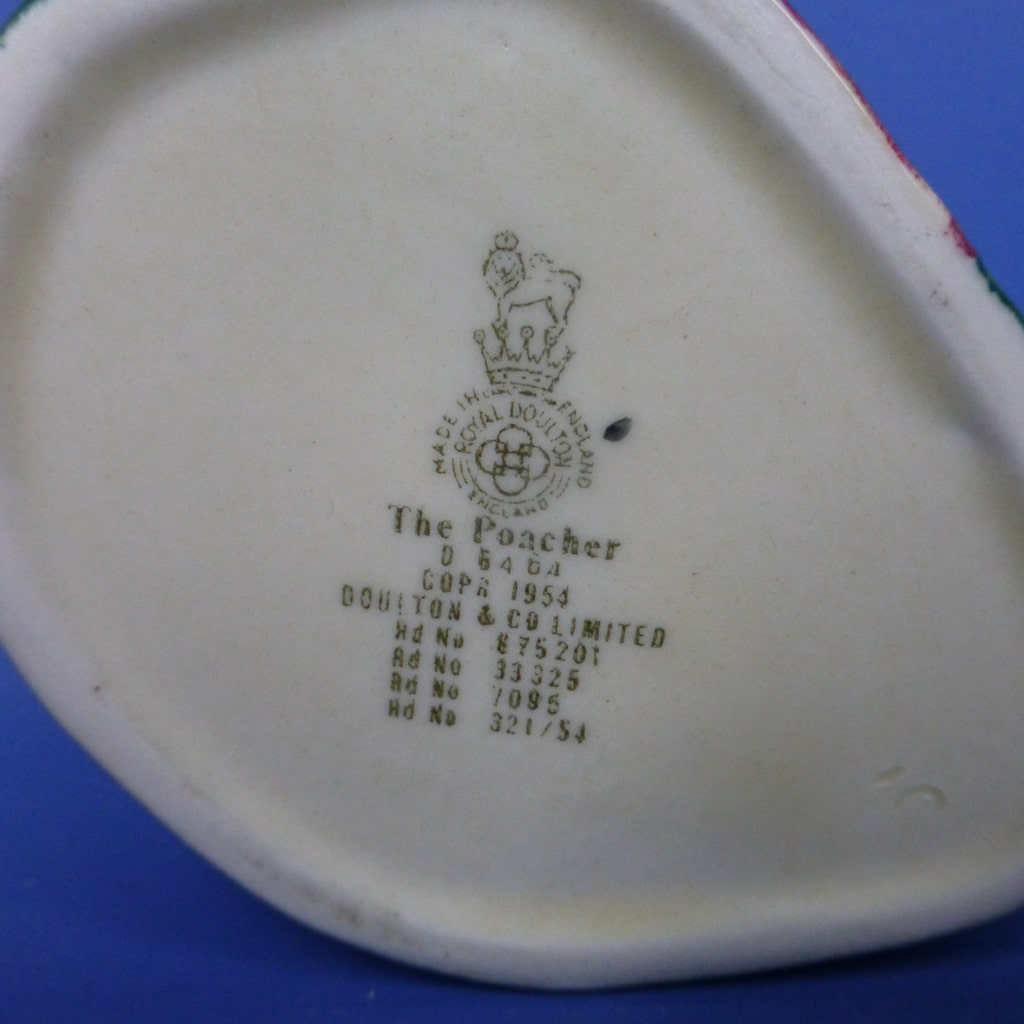 MADE IN ENGLAND
ROYAL DOULTON
ENGLAND
The Poacher
D 6464
COPR 1954
DOULTON & CO LIMITED
Rd No 875201
Rd No 33325
Rd No 7095
Rd No 321/54